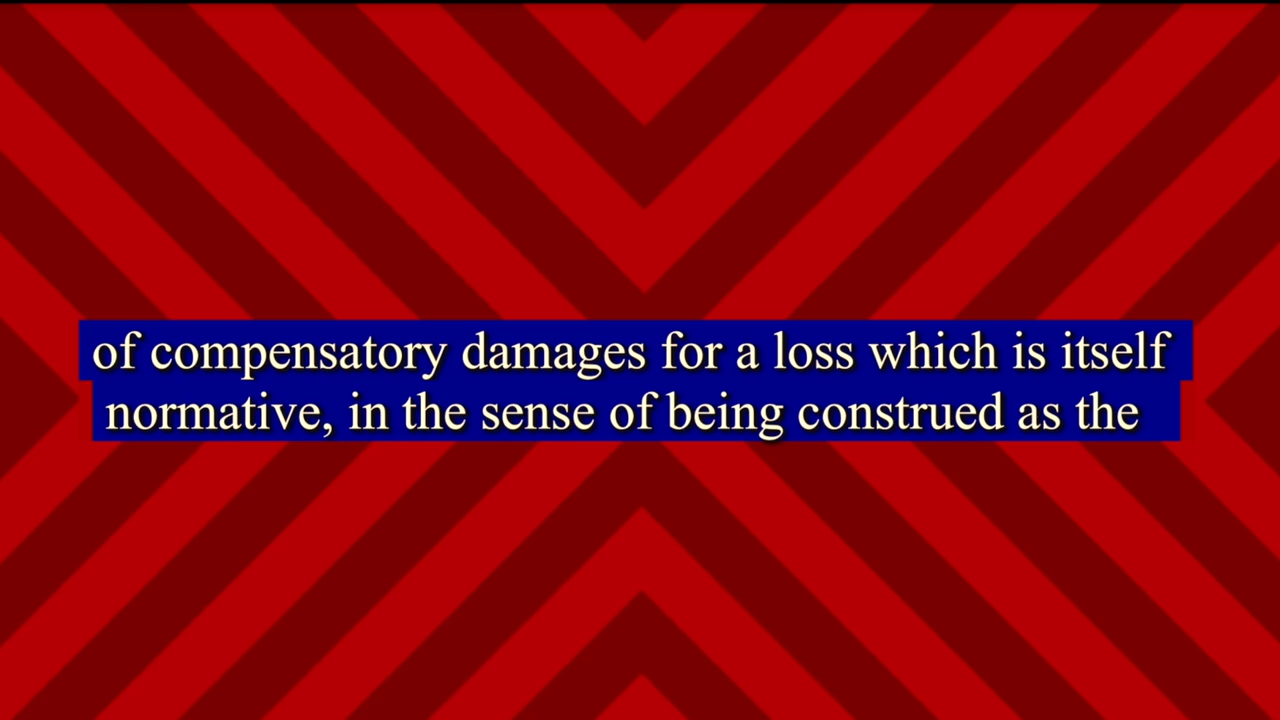 of compensatory damages for a loss which is itself
normative, in the sense of being construed as the